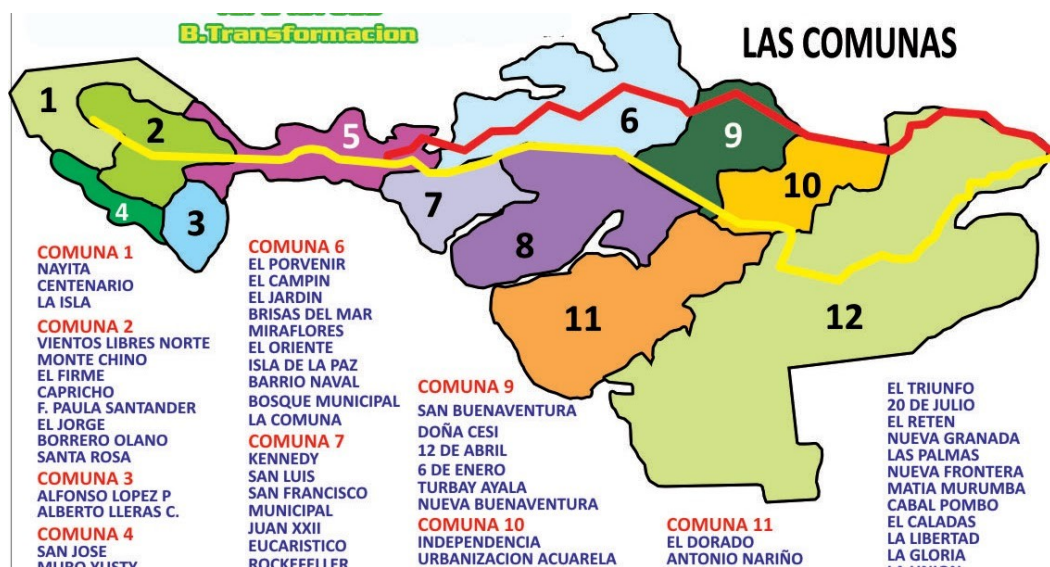 B.Transformacion
LAS COMUNAS
1
2
3
4
5
6
7
8
9
10
11
12
COMUNA 1
NAYITA
CENTENARIO
LA ISLA
COMUNA 2
VIENTOS LIBRES NORTE
MONTE CHINO
EL FIRME
CAPRICHO
F. PAULA SANTANDER
EL JORGE
BORRERO OLANO
SANTA ROSA
COMUNA 3
ALFONSO LOPEZ P
ALBERTO LLERAS C.
COMUNA 4
SAN JOSE
MURO YUSTY
COMUNA 6
EL PORVENIR
EL CAMPIN
EL JARDIN
BRISAS DEL MAR
MIRAFLORES
EL ORIENTE
ISLA DE LA PAZ
BARRIO NAVAL
BOSQUE MUNICIPAL
LA COMUNA
COMUNA 7
KENNEDY
SAN LUIS
SAN FRANCISCO
MUNICIPAL
JUAN XXII
EUCARISTICO
ROCKEFELLER
COMUNA 9
SAN BUENAVENTURA
DOÑA CESI
12 DE ABRIL
6 DE ENERO
TURBAY AYALA
NUEVA BUENAVENTURA
COMUNA 10
INDEPENDENCIA
URBANIZACION ACUARELA
COMUNA 11
EL DORADO
ANTONIO NARIÑO
EL TRIUNFO
20 DE JULIO
EL RETEN
NUEVA GRANADA
LAS PALMAS
NUEVA FRONTERA
MATIA MURUMBA
CABAL POMBO
EL CALADAS
LA LIBERTAD
LA GLORIA
LA UNION